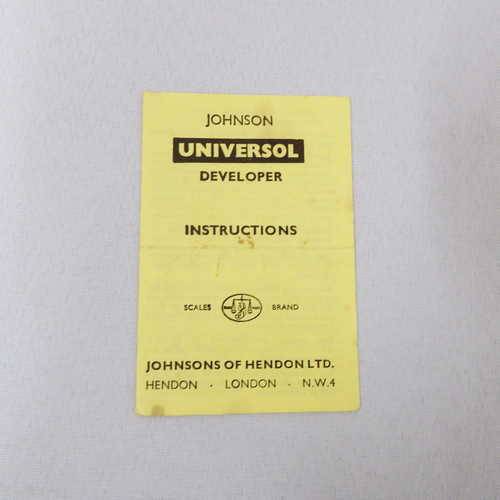 JOHNSON
UNIVERSOL
DEVELOPER
INSTRUCTIONS
SCALES BRAND
JOHNSONS OF HENDON LTD.
HENDON · LONDON · N.W.4